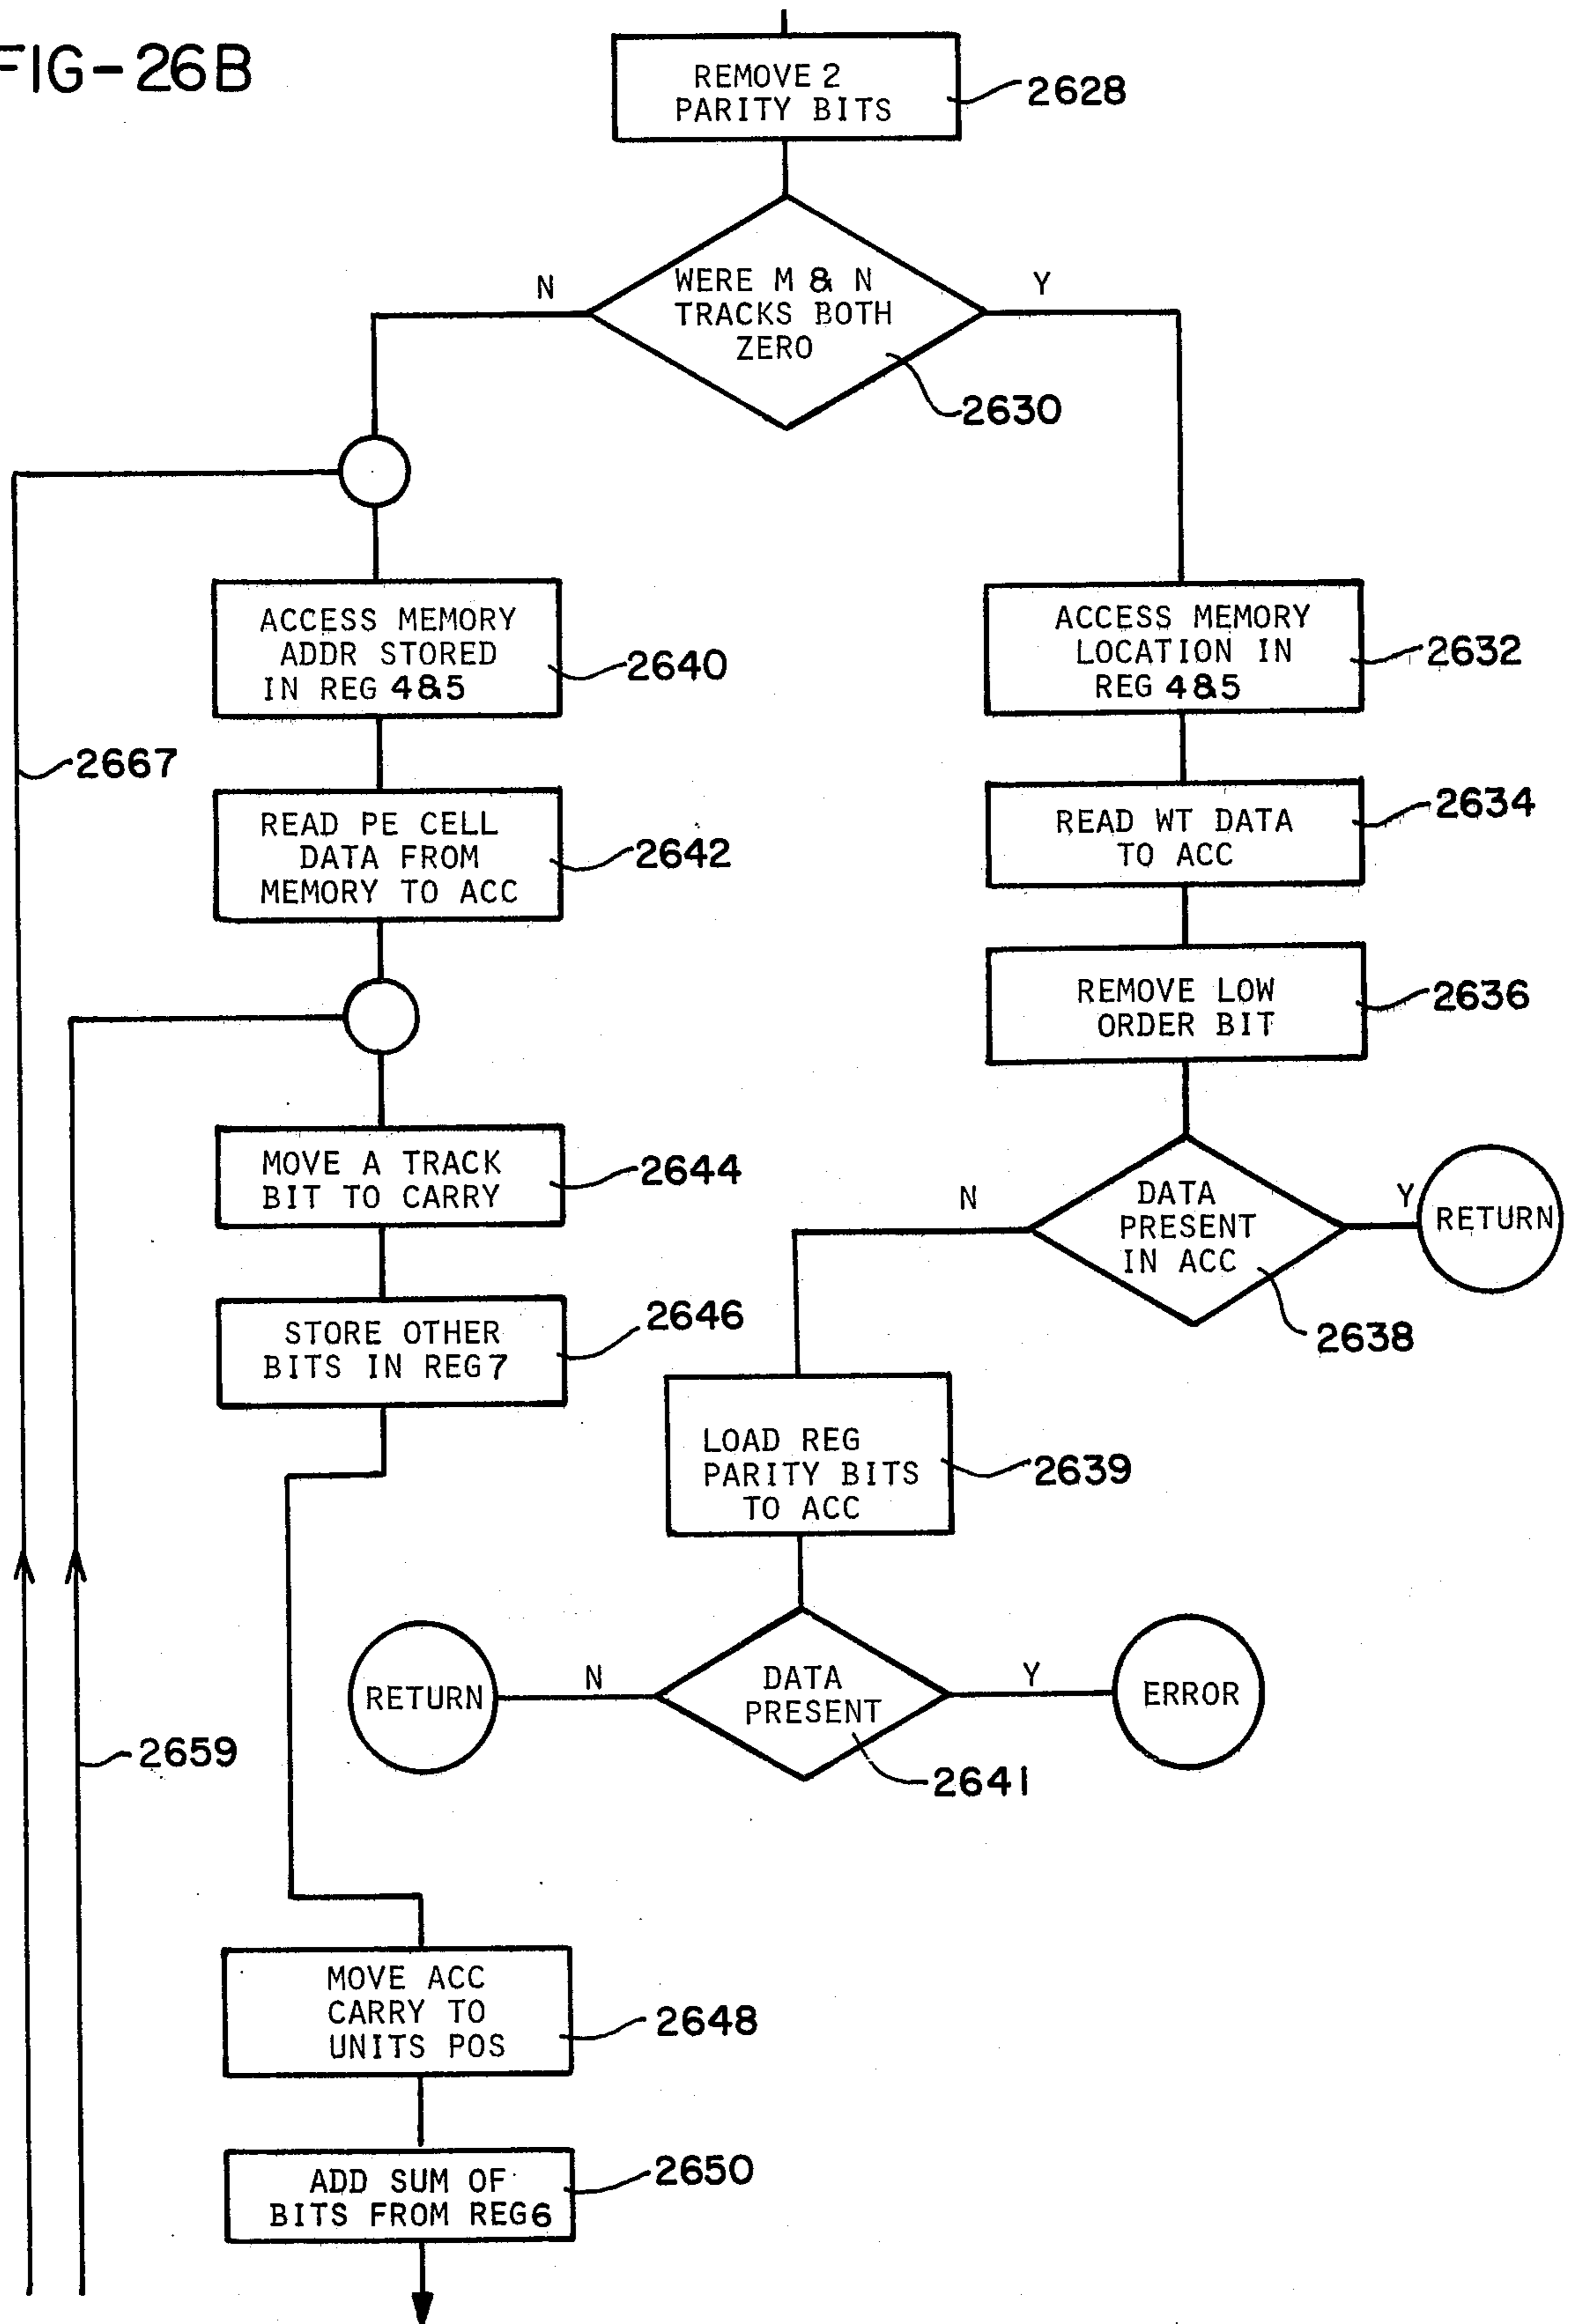 FIG-26B
REMOVE 2
PARITY BITS
2628
WERE M & N
TRACKS BOTH
ZERO
N
Y
2630
ACCESS MEMORY
ADDR STORED
IN REG 4&5
2640
ACCESS MEMORY
LOCATION IN
REG 4&5
2632
2667
READ PE CELL
DATA FROM
MEMORY TO ACC
2642
READ WT DATA
TO ACC
2634
REMOVE LOW
ORDER BIT
2636
MOVE A TRACK
BIT TO CARRY
2644
N
DATA
PRESENT
IN ACC
Y
RETURN
2638
STORE OTHER
BITS IN REG7
2646
LOAD REG
PARITY BITS
TO ACC
2639
RETURN
N
DATA
PRESENT
Y
ERROR
2641
2659
MOVE ACC
CARRY TO
UNITS POS
2648
ADD SUM OF
BITS FROM REG6
2650